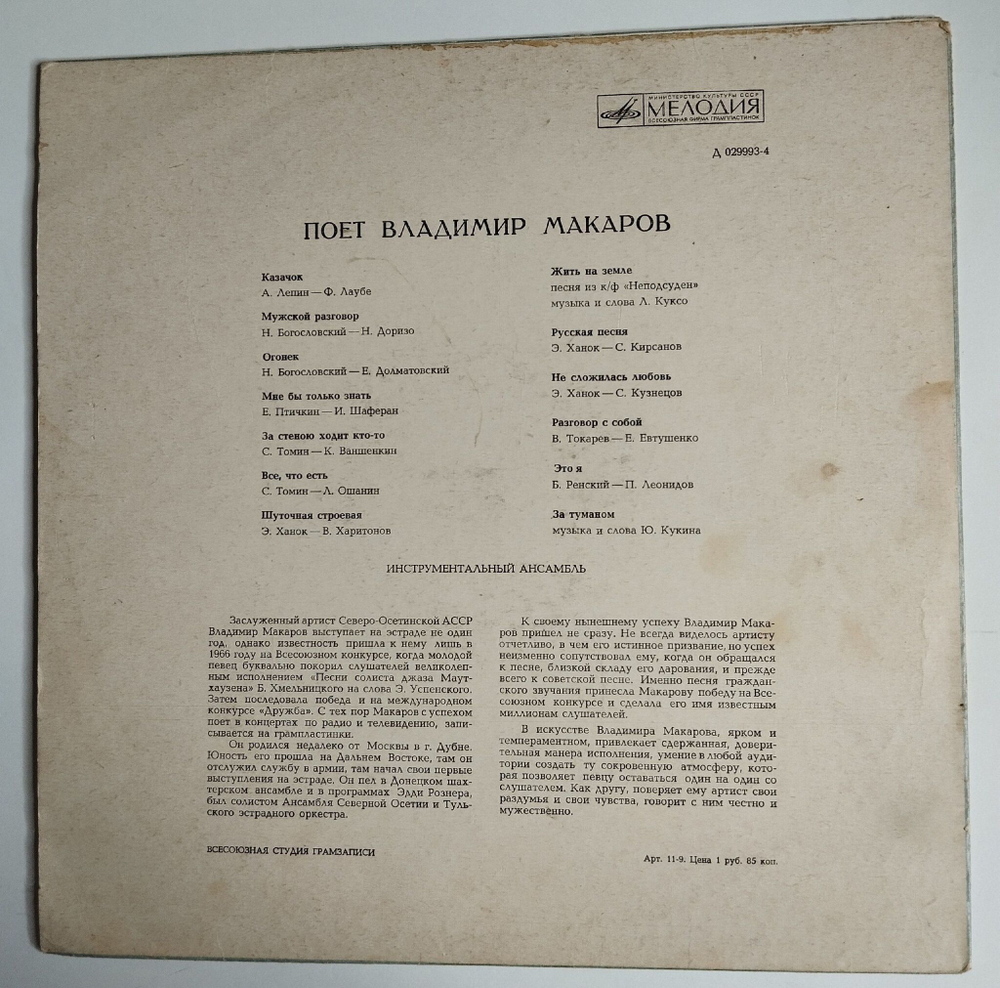 МИНИСТЕРСТВО КУЛЬТУРЫ СССР
МЕЛОДИЯ
ВСЕСОЮЗНАЯ ФИРМА ГРАМПЛАСТИНОК
Д 029993-4
ПОЕТ ВЛАДИМИР МАКАРОВ
Казачок
А. Лепин — Ф. Лаубе
Мужской разговор
Н. Богословский — Н. Доризо
Огонек
Н. Богословский — Е. Долматовский
Мне бы только знать
Е. Птичкин — И. Шаферан
За стеною ходит кто-то
С. Томин — К. Ваншенкин
Все, что есть
С. Томин — Л. Ошанин
Шуточная строевая
Э. Ханок — В. Харитонов
Жить на земле
песня из к/ф «Неподсуден»
музыка и слова Л. Куксо
Русская песня
Э. Ханок — С. Кирсанов
Не сложилась любовь
Э. Ханок — С. Кузнецов
Разговор с собой
В. Токарев — Е. Евтушенко
Это я
Б. Ренский — П. Леонидов
За туманом
музыка и слова Ю. Кукина
ИНСТРУМЕНТАЛЬНЫЙ АНСАМБЛЬ
Заслуженный артист Северо-Осетинской АССР
Владимир Макаров выступает на эстраде не один
год, однако известность пришла к нему лишь в
1966 году на Всесоюзном конкурсе, когда молодой
певец буквально покорил слушателей великолеп-
ным исполнением «Песни солиста джаза Маут-
хаузена» Б. Хмельницкого на слова Э. Успенского.
Затем последовала победа и на международном
конкурсе «Дружба». С тех пор Макаров с успехом
поет в концертах по радио и телевидению, запи-
сывается на грампластинки.
Он родился недалеко от Москвы в г. Дубне.
Юность его прошла на Дальнем Востоке, там он
отслужил службу в армии, там начал свои первые
выступления на эстраде. Он пел в Донецком шах-
терском ансамбле и в программах Эдди Рознера,
был солистом Ансамбля Северной Осетии и Туль-
ского эстрадного оркестра.
К своему нынешнему успеху Владимир Мака-
ров пришел не сразу. Не всегда виделось артисту
отчетливо, в чем его истинное призвание, но успех
неизменно сопутствовал ему, когда он обращался
к песне, близкой складу его дарования, и прежде
всего к советской песне. Именно песня граждан-
ского звучания принесла Макарову победу на Все-
союзном конкурсе и сделала его имя известным
миллионам слушателей.
В искусстве Владимира Макарова, ярком и
темпераментном, привлекает сдержанная, довери-
тельная манера исполнения, умение в любой ауди-
тории создать ту сокровенную атмосферу, кото-
рая позволяет певцу оставаться один на один со
слушателем. Как другу, поверяет ему артист свои
раздумья и свои чувства, говорит с ним честно и
мужественно.
ВСЕСОЮЗНАЯ СТУДИЯ ГРАМЗАПИСИ
Арт. 11-9. Цена 1 руб. 85 коп.